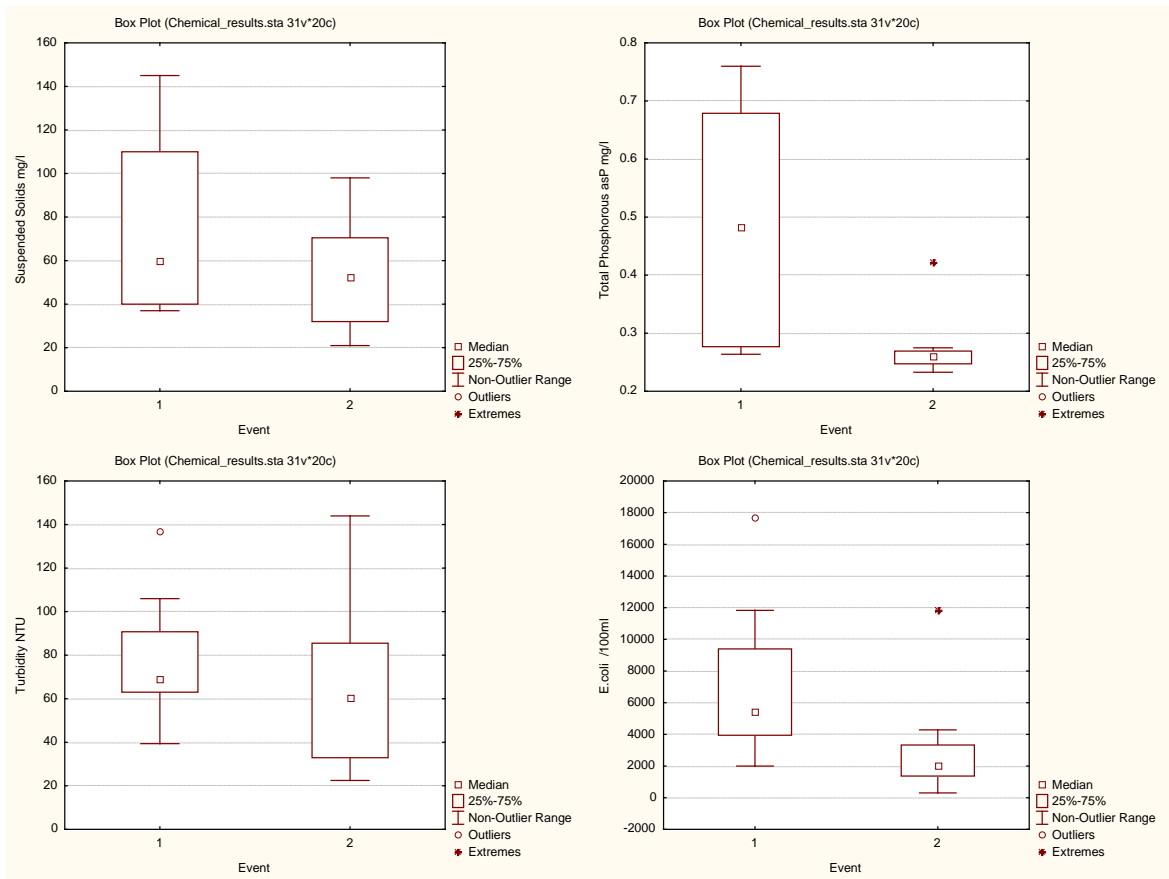 Box Plot (Chemical_results.sta 31v*20c)
160
140
120
100
80
60
40
20
0
Suspended Solids mg/l
1
2
Event
Median
25%-75%
Non-Outlier Range
Outliers
Extremes
Box Plot (Chemical_results.sta 31v*20c)
0.8
0.7
0.6
0.5
0.4
0.3
0.2
Total Phosphorous asP mg/l
1
2
Event
Median
25%-75%
Non-Outlier Range
Outliers
Extremes
Box Plot (Chemical_results.sta 31v*20c)
160
140
120
100
80
60
40
20
0
Turbidity NTU
1
2
Event
Median
25%-75%
Non-Outlier Range
Outliers
Extremes
Box Plot (Chemical_results.sta 31v*20c)
20000
18000
16000
14000
12000
10000
8000
6000
4000
2000
0
-2000
E.coli /100ml
1
2
Event
Median
25%-75%
Non-Outlier Range
Outliers
Extremes